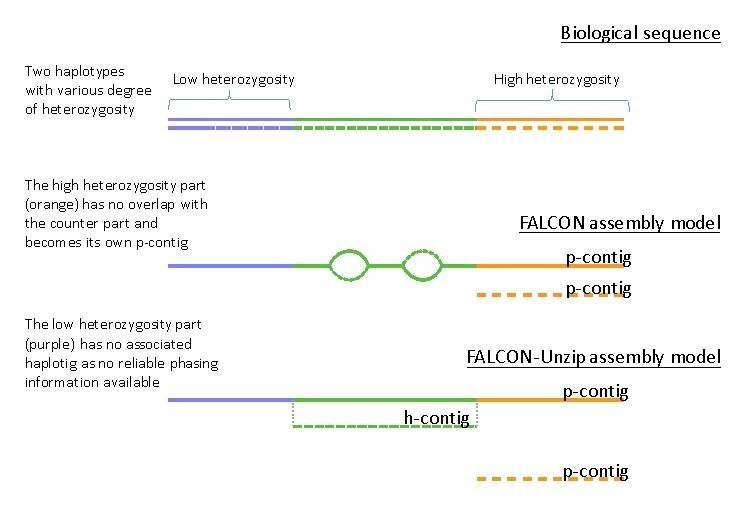 Biological sequence
Two haplotypes
with various degree
of heterozygosity
Low heterozygosity
High heterozygosity
The high heterozygosity part
(orange) has no overlap with
the counter part and
becomes its own p-contig
FALCON assembly model
p-contig
p-contig
The low heterozygosity part
(purple) has no associated
haplotig as no reliable phasing
information available
FALCON-Unzip assembly model
p-contig
h-contig
p-contig